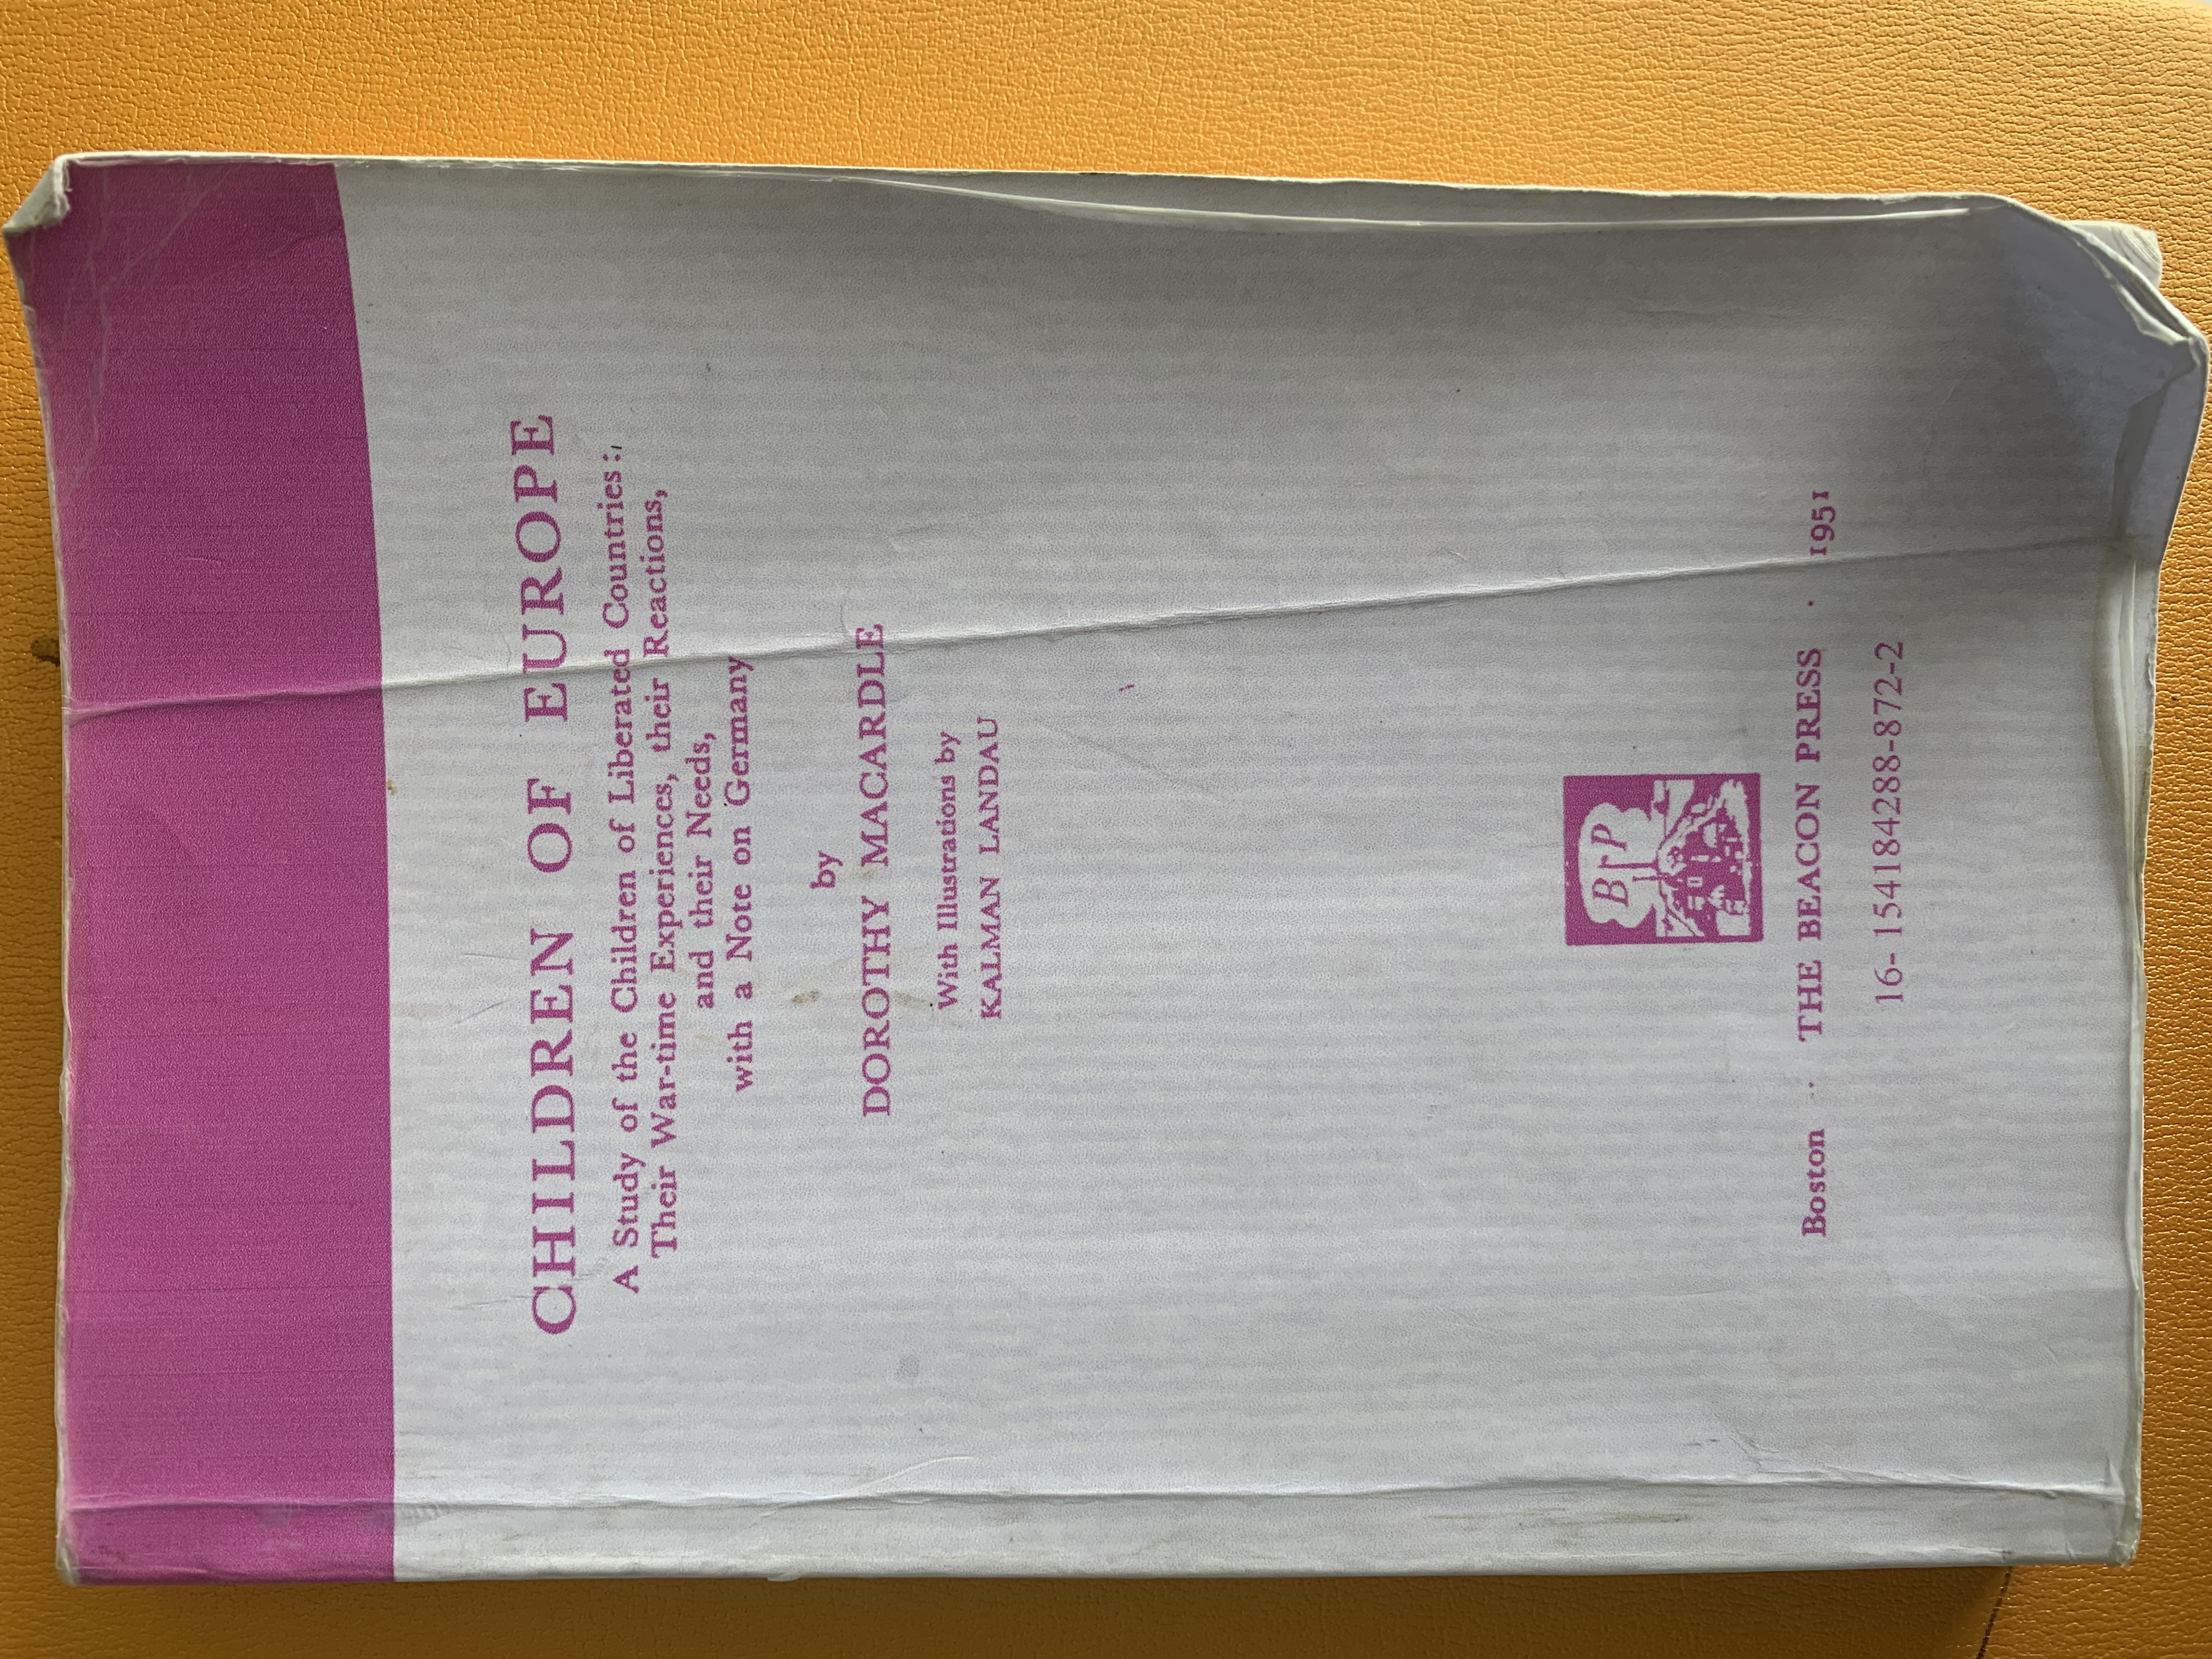 CHILDREN OF EUROPE
A Study of the Children of Liberated Countries:
Their War-time Experiences, their Reactions,
and their Needs,
with a Note on Germany
by
DOROTHY MACARDLE
With Illustrations by
KALMAN LANDAU
B P
Boston · THE BEACON PRESS · 1951
16- 154184288-872-2